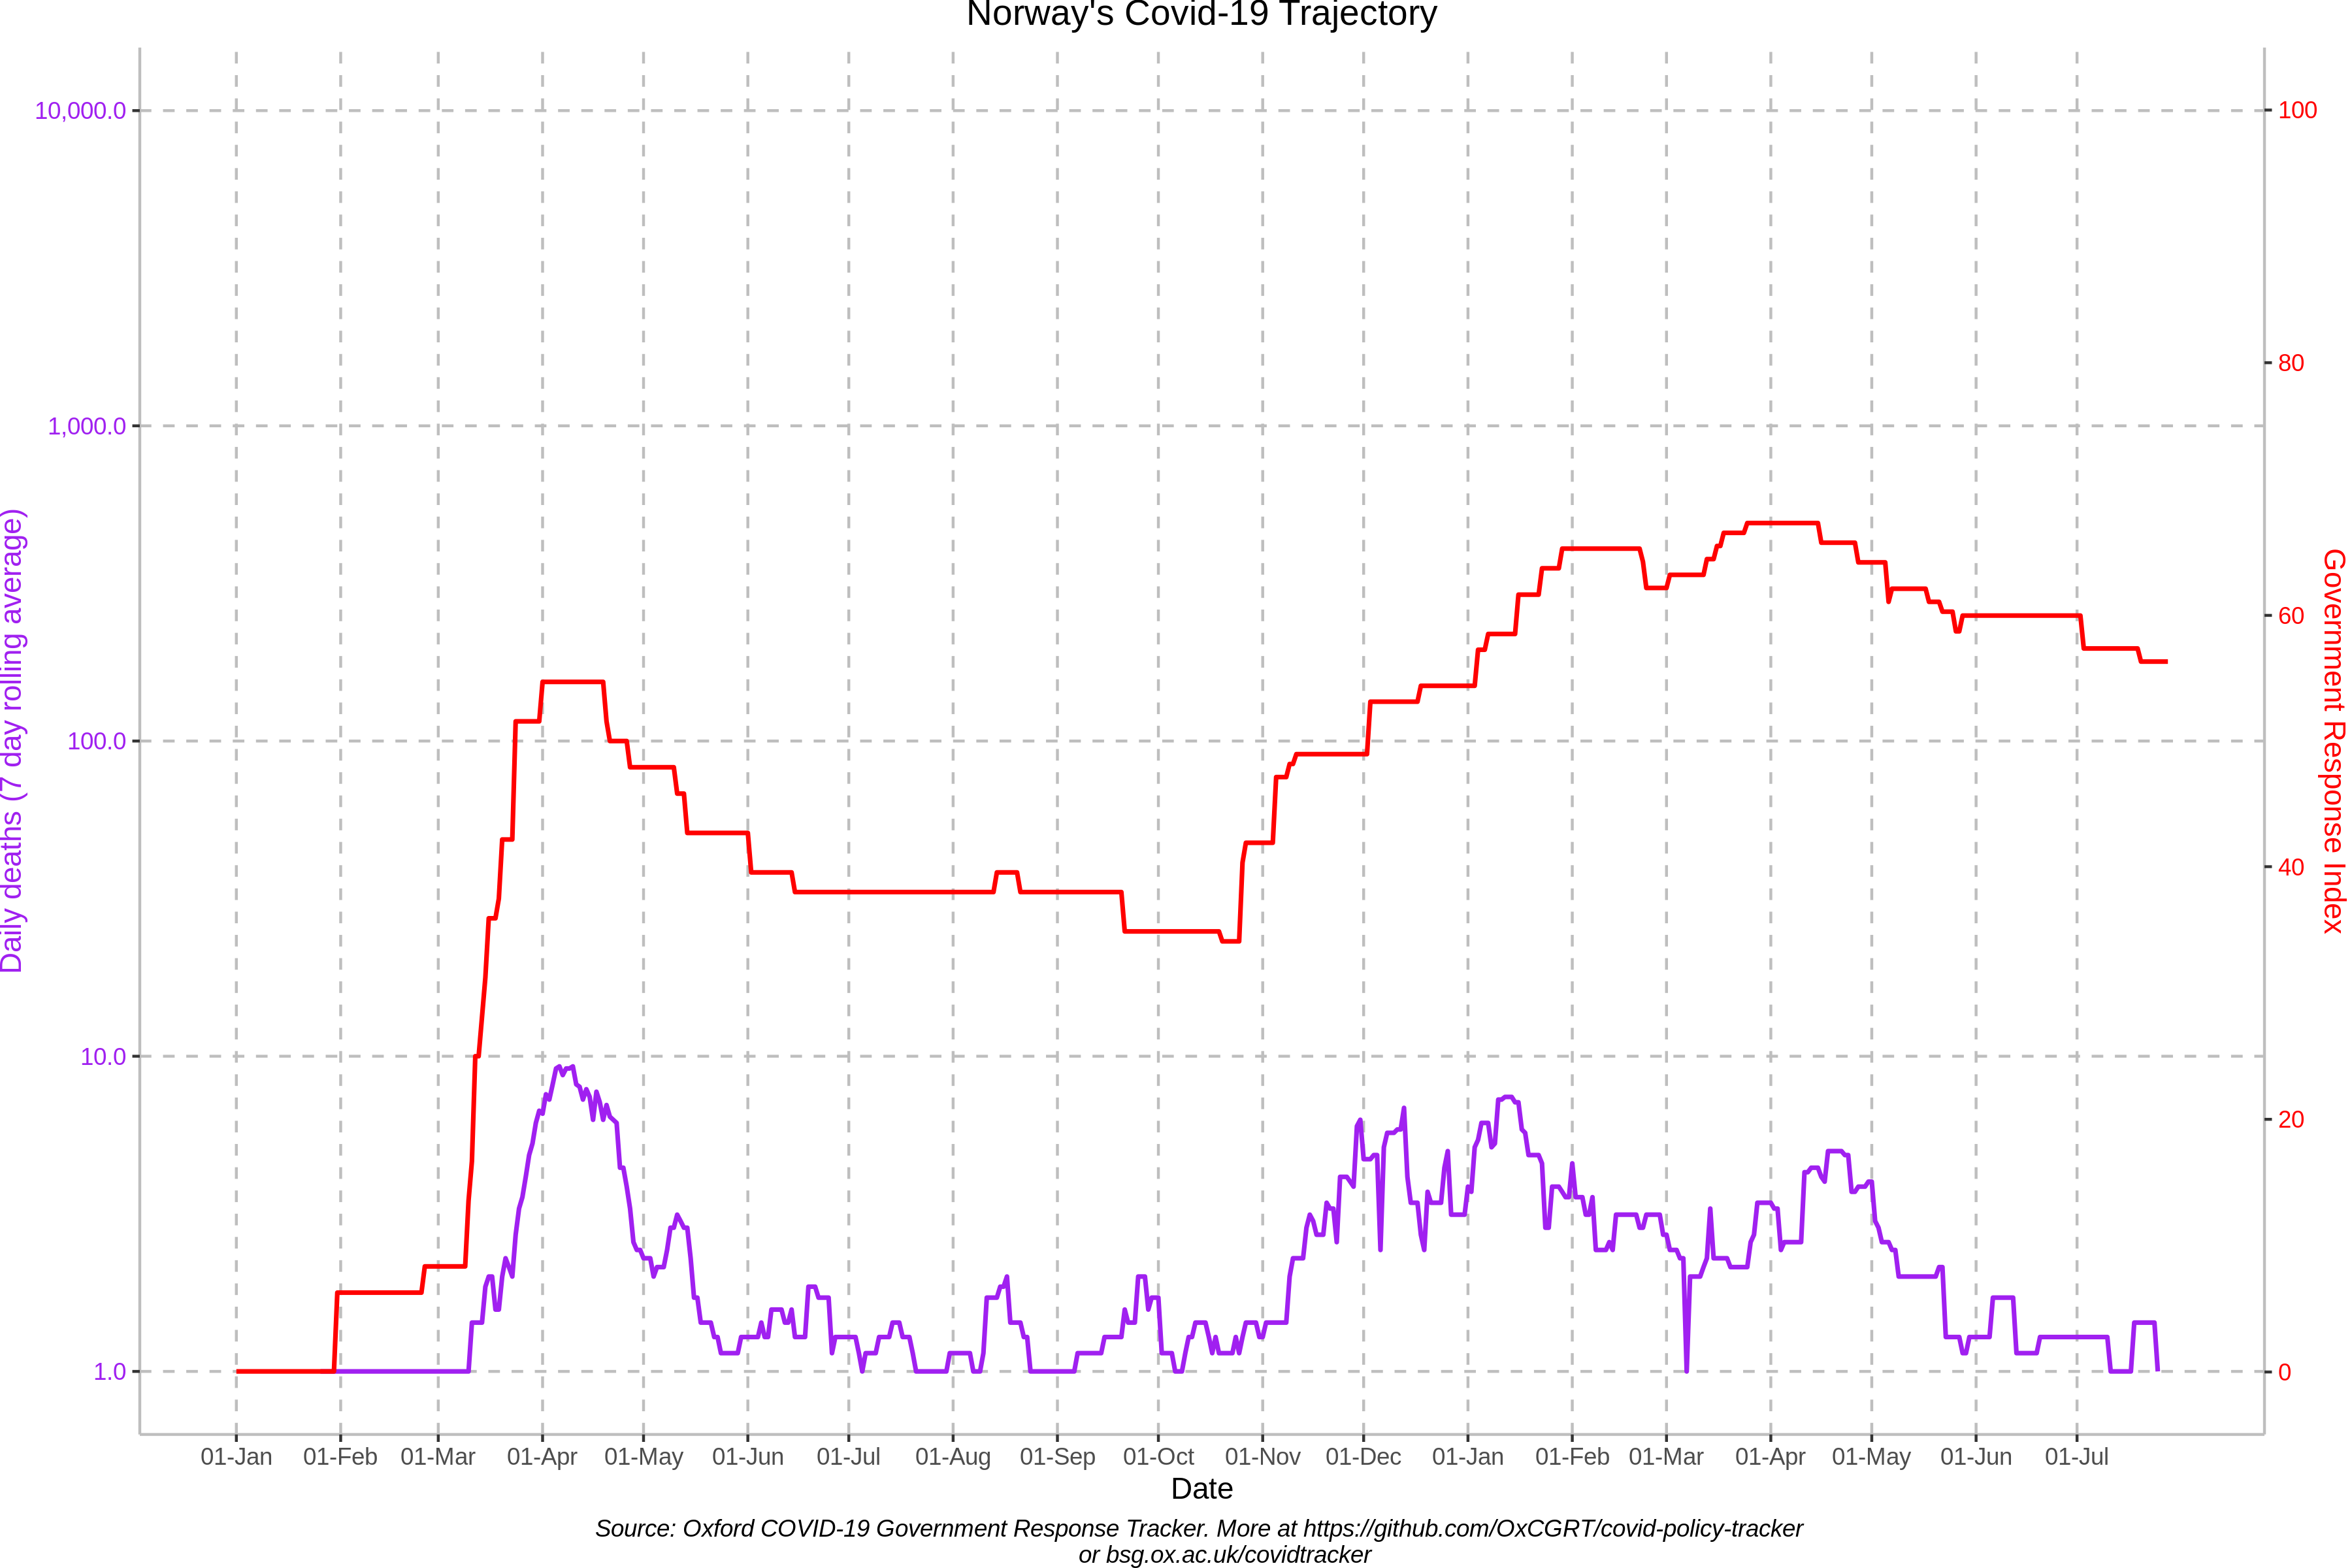 Norway's Covid-19 Trajectory
10,000.0
1,000.0
100.0
10.0
1.0
Daily deaths (7 day rolling average)
100
80
60
40
20
0
Government Response Index
01-Jan 01-Feb 01-Mar 01-Apr 01-May 01-Jun 01-Jul 01-Aug 01-Sep 01-Oct 01-Nov 01-Dec 01-Jan 01-Feb 01-Mar 01-Apr 01-May 01-Jun 01-Jul
Date
Source: Oxford COVID-19 Government Response Tracker. More at https://github.com/OxCGRT/covid-policy-tracker
or bsg.ox.ac.uk/covidtracker